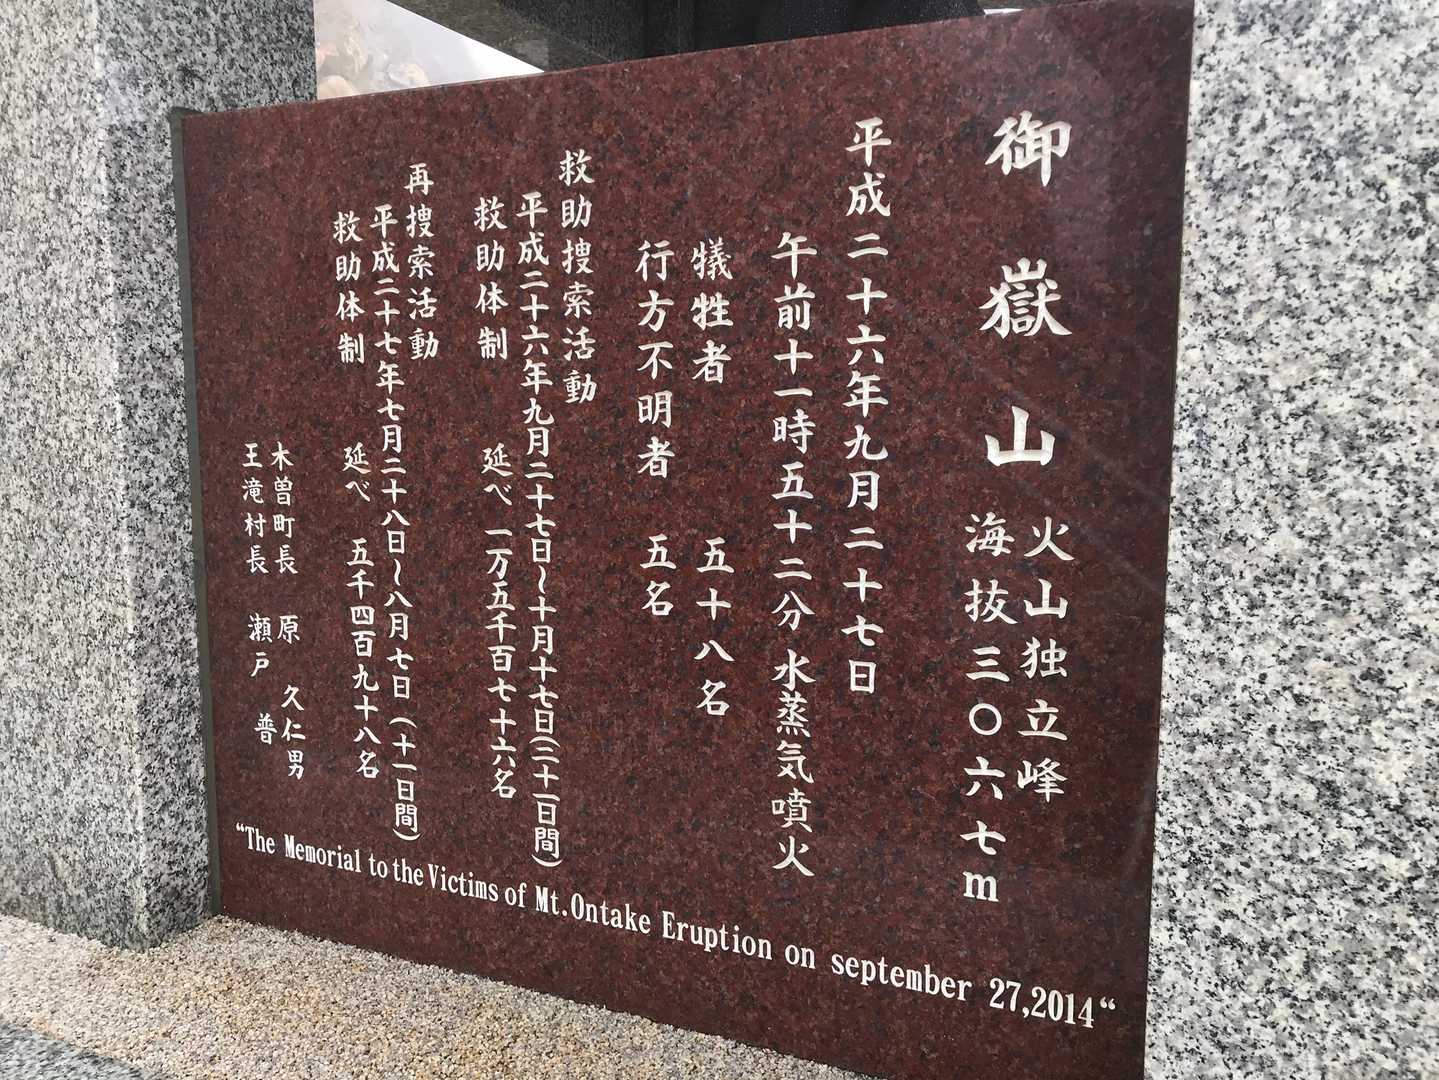 御嶽山
火山独立峰
海抜三〇六七m
平成二十六年九月二十七日
午前十一時五十二分 水蒸気噴火
犠牲者 五十八名
行方不明者 五名
救助捜索活動
平成二十六年九月二十七日～十月十七日(二十一日間)
救助体制 延べ 一万五千百七十六名
再捜索活動
平成二十七年七月二十八日～八月七日(十一日間)
救助体制 延べ 五千四百九十八名
木曽町長 原 久仁男
王滝村長 瀬戸 普
“The Memorial to the Victims of Mt.Ontake Eruption on september 27,2014“